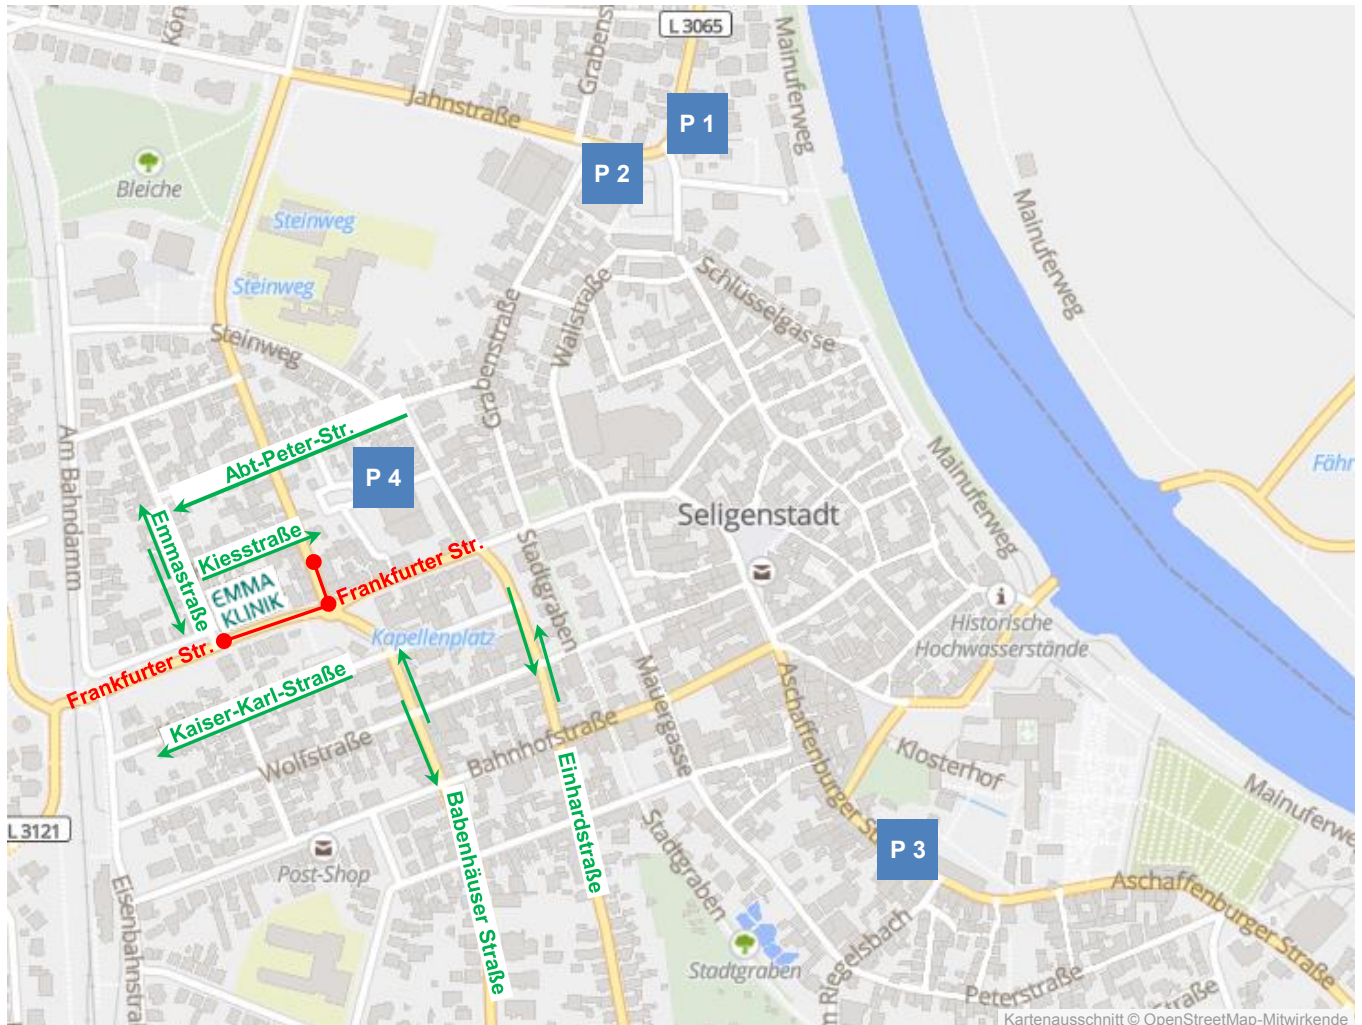 L 3065
Kön
Grabenst
Mainuferweg
Jahnstraße
P 1
P 2
Bleiche
Steinweg
Steinweg
Mainuferweg
Schlüsselgasse
Wallstraße
Grabenstraße
Steinweg
Abt-Peter-Str.
P 4
Am Bahndamm
Mainuferweg
Fähr
Seligenstadt
Emmastraße
Kiesstraße
EMMA
KLINIK
Frankfurter Str.
Stadtgraben
Kapellenplatz
Historische
Hochwasserstände
Frankfurter Str.
Kaiser-Karl-Straße
Mauergasse
Aschaffenburger St
Wolfstraße
Bahnhofstraße
Einhardstraße
Babenhäuser Straße
Klosterhof
Mainuferwe
L 3121
P 3
Post-Shop
Stadtgraben
Eisenbahnstra
Aschaffenburger Straße
Stadtgraben
n Riegelsbach
Peterstraße
Straße
Kartenausschnitt © OpenStreetMap-Mitwirkende